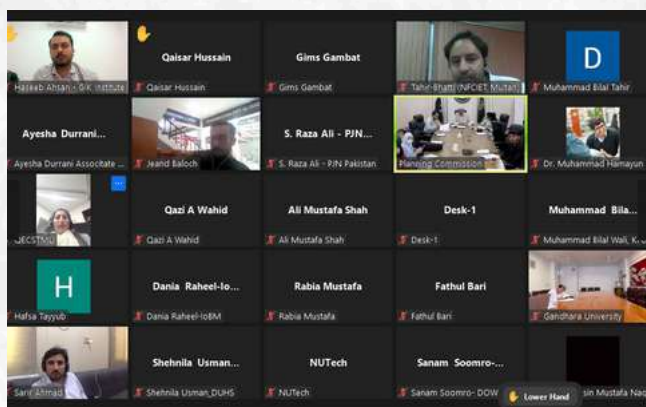 Haseeb Ahsan - GIK Institute
Qaisar Hussain
Qaisar Hussain
Gims Gambat
Gims Gambat
Tahir-Bhatti(NFCIET, Multan)
D
Muhammad Bilal Tahir
Ayesha Durrani...
Ayesha Durrani Associtate ...
Jeand Baloch
S. Raza Ali - PJN...
S. Raza Ali - PJN Pakistan
Planning Commission
Dr. Muhammad Hamayun
QECSTMU
Qazi A Wahid
Qazi A Wahid
Ali Mustafa Shah
Ali Mustafa Shah
Desk-1
Desk-1
Muhammad Bila...
Muhammad Bilal Wali,
H
Hafsa Tayyub
Dania Raheel-Io...
Dania Raheel-IoBM
Rabia Mustafa
Rabia Mustafa
Fathul Bari
Fathul Bari
Gandhara University
Sarir Ahmad
Shehnila Usman...
Shehnila Usman_DUHS
NUTech
NUTech
Sanam Soomro-...
Sanam Soomro- DOW
Lower Hand
Mustafa